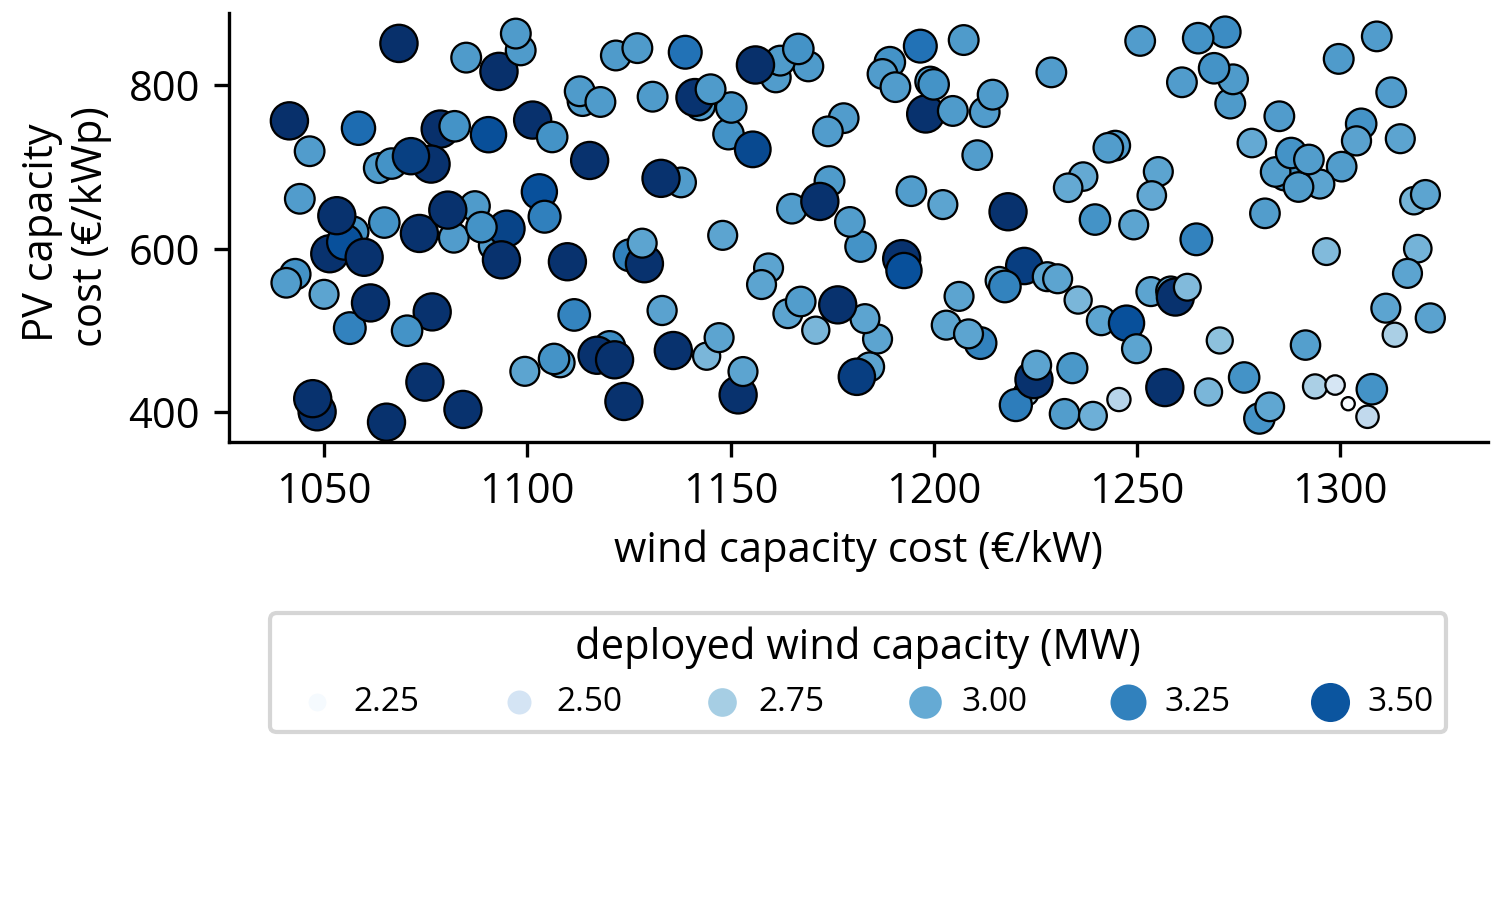 PV capacity
cost (€/kWp)
800
600
400
1050 1100 1150 1200 1250 1300
wind capacity cost (€/kW)
deployed wind capacity (MW)
2.25 2.50 2.75 3.00 3.25 3.50